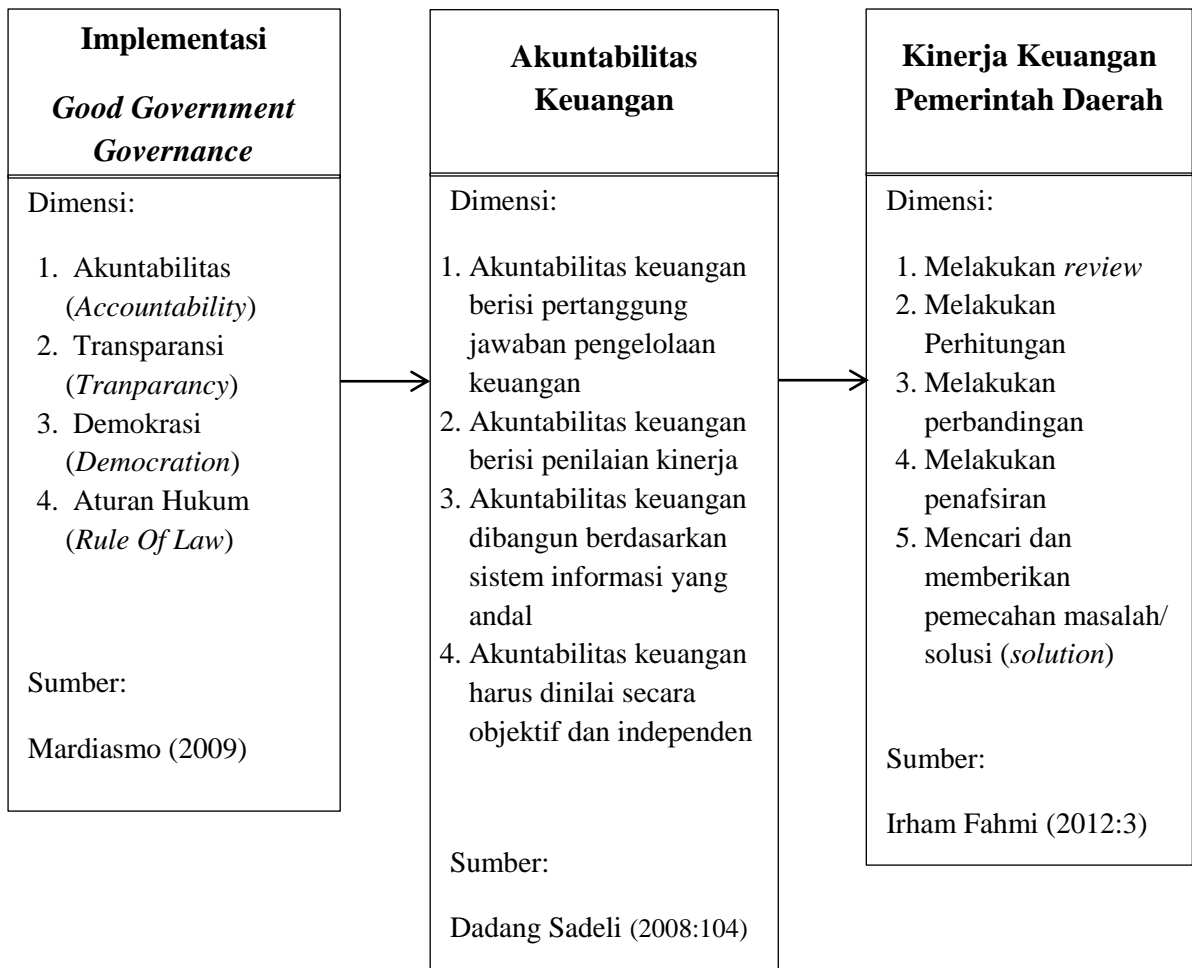 Implementasi
Good Government
Governance
Dimensi:
1. Akuntabilitas
(Accountability)
2. Transparansi
(Tranparancy)
3. Demokrasi
(Democration)
4. Aturan Hukum
(Rule Of Law)
Sumber:
Mardiasmo (2009)
Akuntabilitas
Keuangan
Dimensi:
1. Akuntabilitas keuangan
berisi pertanggung
jawaban pengelolaan
keuangan
2. Akuntabilitas keuangan
berisi penilaian kinerja
3. Akuntabilitas keuangan
dibangun berdasarkan
sistem informasi yang
andal
4. Akuntabilitas keuangan
harus dinilai secara
objektif dan independen
Sumber:
Dadang Sadeli (2008:104)
Kinerja Keuangan
Pemerintah Daerah
Dimensi:
1. Melakukan review
2. Melakukan
Perhitungan
3. Melakukan
perbandingan
4. Melakukan
penafsiran
5. Mencari dan
memberikan
pemecahan masalah/
solusi (solution)
Sumber:
Irham Fahmi (2012:3)